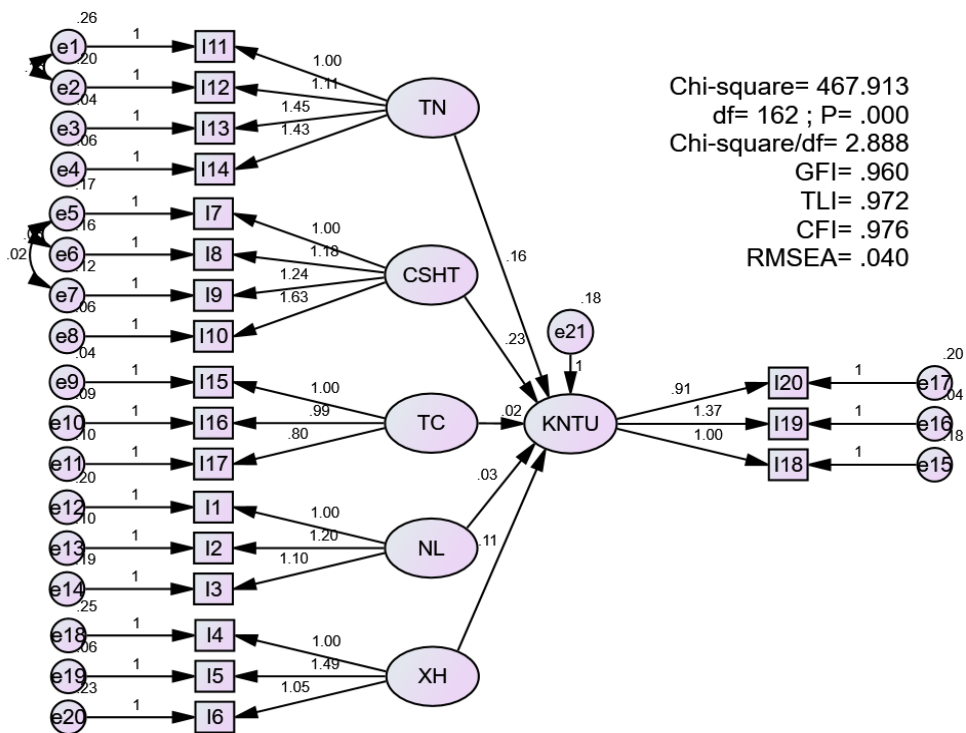 Chi-square= 467.913
df= 162 ; P= .000
Chi-square/df= 2.888
GFI= .960
TLI= .972
CFI= .976
RMSEA= .040
.26
e1 1 I11
.20
e2 1 I12
.04
e3 1 I13
.06
e4 1 I14
1.00
1.11
1.45
1.43
TN
.16
.17
e5 1 I7
.16
e6 1 I8
.12
e7 1 I9
.06
e8 1 I10
.02
1.00
1.18
1.24
1.63
CSHT
.23
.04
e9 1 I15
.09
e10 1 I16
.10
e11 1 I17
1.00
.99
.80
TC
.02
.20
e12 1 I1
.10
e13 1 I2
.19
e14 1 I3
1.00
1.20
1.10
NL
.03
.25
e18 1 I4
.06
e19 1 I5
.23
e20 1 I6
1.00
1.49
1.05
XH
.11
.18
e21
1
KNTU
.91
1.37
1.00
.20
I20 1 e17
.04
I19 1 e16
.18
I18 1 e15